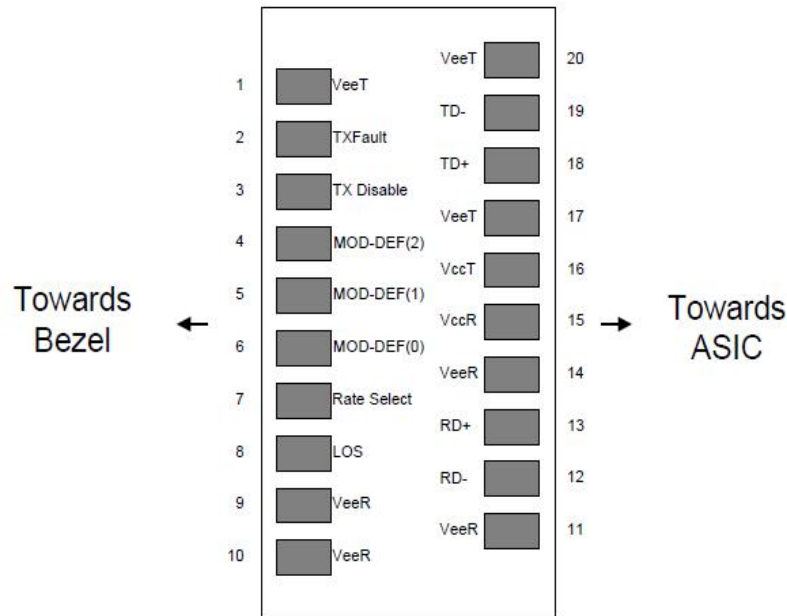 VeeT 20
1 VeeT
TD- 19
2 TXFault
TD+ 18
3 TX Disable
VeeT 17
4 MOD-DEF(2)
VccT 16
5 MOD-DEF(1)
Towards
Bezel
VccR 15
Towards
ASIC
6 MOD-DEF(0)
VeeR 14
7 Rate Select
RD+ 13
8 LOS
RD- 12
9 VeeR
VeeR 11
10 VeeR